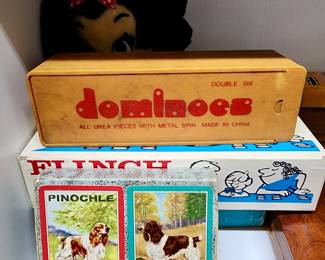 DOUBLE SIX
dominoes
ALL UREA PIECES WITH METAL SPIN MADE IN CHINA
FLINCH
PINOCHLE